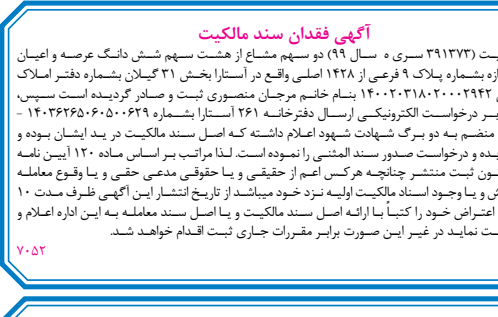 آگهی فقدان سند مالکیت
ت (۳۹۱۳۷۳ سری ه سال ۹۹) دو سهم مشاع از هشت سهم شش دانگ عرصه و اعیان
ازه بشماره پلاک ۹ فرعی از ۱۴۲۸ اصلی واقع در آستارا بخش ۳۱ گیلان بشماره دفتر املاک
۱۴۰۰۲۰۳۱۸۰۲۰۰۰۲۹۴۲ بنام خانم مرجان منصوری ثبت و صادر گردیده است سپس،
بر درخواست الکترونیکی ارسال دفترخانه ۲۶۱ آستارا بشماره ۱۴۰۳۶۲۶۵۰۶۰۵۰۰۶۲۹ -
منضم به دو برگ شهادت شهود اعلام داشته که اصل سند مالکیت در ید ایشان بوده و
ده و درخواست صدور سند المثنی را نموده است. لذا مراتب بر اساس ماده ۱۲۰ آیین نامه
ون ثبت منتشر چنانچه هرکس اعم از حقیقی و یا حقوقی مدعی حقی و یا وقوع معامله
ش و یا وجود اسناد مالکیت اولیه نزد خود میباشد از تاریخ انتشار این آگهی ظرف مدت ۱۰
اعتراض خود را کتباً با ارائه اصل سند مالکیت و یا اصل سند معامله به این اداره اعلام و
ت نماید در غیر این صورت برابر مقررات جاری ثبت اقدام خواهد شد.
۷۰۵۲